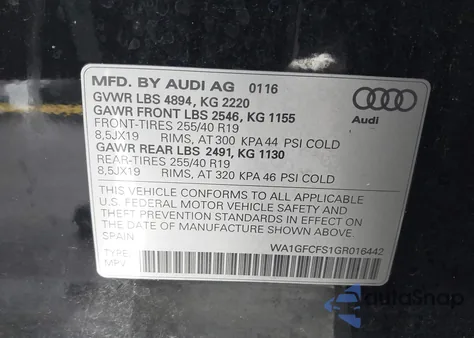 MFD. BY AUDI AG 0116
GVWR LBS 4894, KG 2220
GAWR FRONT LBS 2546, KG 1155
FRONT-TIRES 255/40 R19
8,5JX19 RIMS, AT 300 KPA 44 PSI COLD
GAWR REAR LBS 2491, KG 1130
REAR-TIRES 255/40 R19
8,5JX19 RIMS, AT 320 KPA 46 PSI COLD
Audi
THIS VEHICLE CONFORMS TO ALL APPLICABLE
U.S. FEDERAL MOTOR VEHICLE SAFETY AND
THEFT PREVENTION STANDARDS IN EFFECT ON
THE DATE OF MANUFACTURE SHOWN ABOVE.
SPAIN
WA1GFCFS1GR016442
TYPE:
MPV
autoSnap